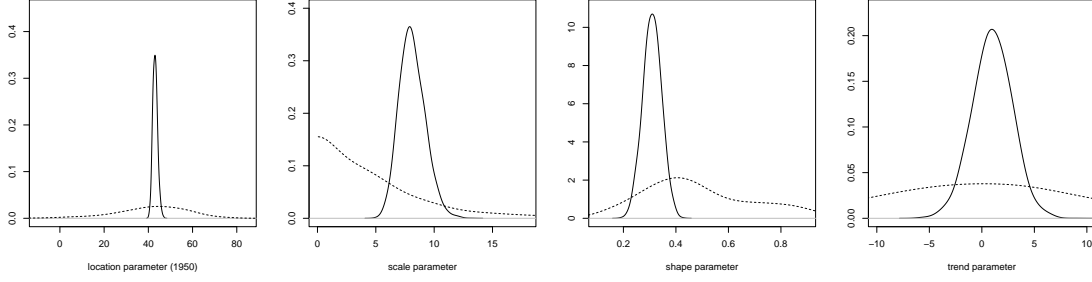 0.0 0.1 0.2 0.3 0.4
0 20 40 60 80
location parameter (1950)
0.0 0.1 0.2 0.3 0.4
0 5 10 15
scale parameter
0 2 4 6 8 10
0.2 0.4 0.6 0.8
shape parameter
0.00 0.05 0.10 0.15 0.20
−10 −5 0 5 10
trend parameter